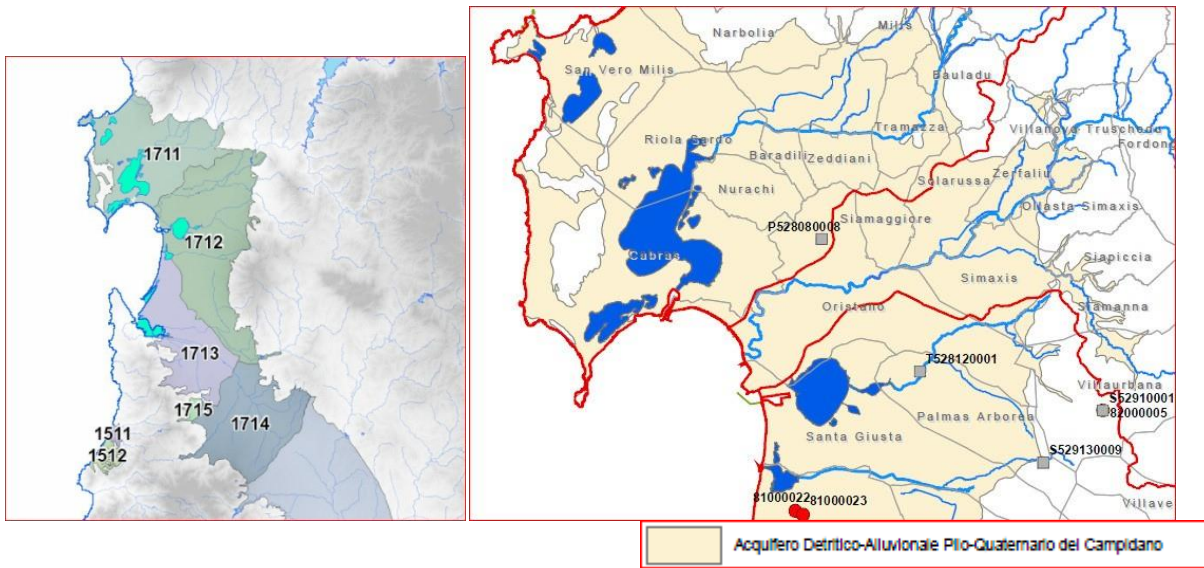 1711
1712
1713
1715
1714
1511
1512
Narbolia
Milis
San Vero Milis
Bauladu
Riola Sardo
Tramazza
Villanova Truschedu
Fordong
Baradili
Zeddiani
Zerfaliu
Nurachi
Solarussa
Siamaggiore
Ollasta Simaxis
P528080008
Cabras
Siapiccia
Simaxis
Siamanna
Oristano
T528120001
Villaurbana
S52910001
82000005
Palmas Arborea
Santa Giusta
S529130009
81000022
81000023
Villave
Acquifero Detritico-Alluvionale Plio-Quaternario del Campidano